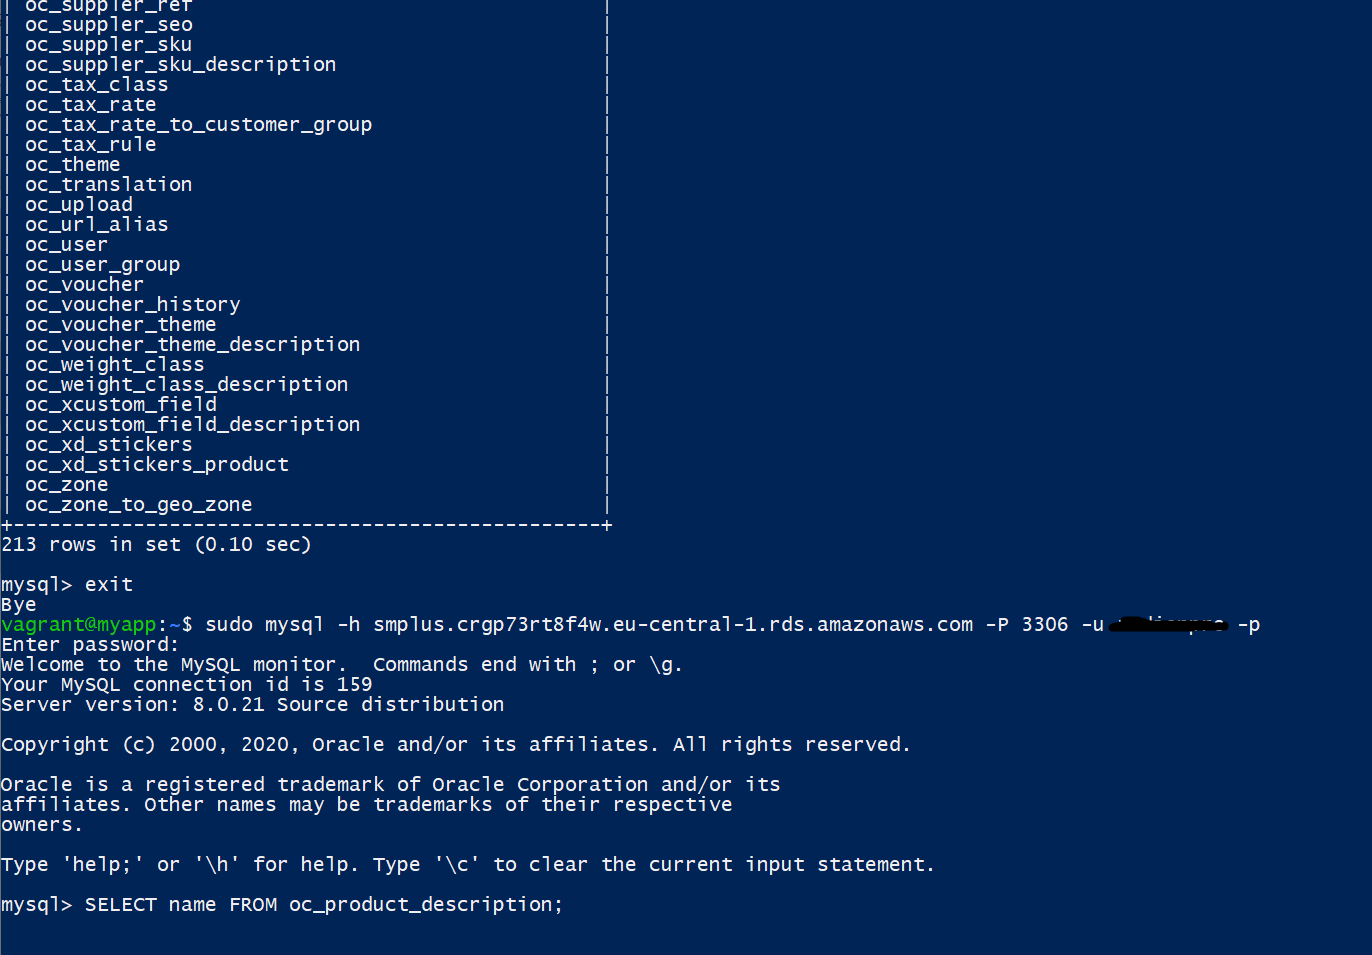 | oc_suppler_ref |
| oc_suppler_seo |
| oc_suppler_sku |
| oc_suppler_sku_description |
| oc_tax_class |
| oc_tax_rate |
| oc_tax_rate_to_customer_group |
| oc_tax_rule |
| oc_theme |
| oc_translation |
| oc_upload |
| oc_url_alias |
| oc_user |
| oc_user_group |
| oc_voucher |
| oc_voucher_history |
| oc_voucher_theme |
| oc_voucher_theme_description |
| oc_weight_class |
| oc_weight_class_description |
| oc_xcustom_field |
| oc_xcustom_field_description |
| oc_xd_stickers |
| oc_xd_stickers_product |
| oc_zone |
| oc_zone_to_geo_zone |
+-------------------------------------------------+
213 rows in set (0.10 sec)
mysql> exit
Bye
vagrant@myapp:~$ sudo mysql -h smplus.crgp73rt8f4w.eu-central-1.rds.amazonaws.com -P 3306 -u -p
Enter password:
Welcome to the MySQL monitor.  Commands end with ; or \g.
Your MySQL connection id is 159
Server version: 8.0.21 Source distribution
Copyright (c) 2000, 2020, Oracle and/or its affiliates. All rights reserved.
Oracle is a registered trademark of Oracle Corporation and/or its
affiliates. Other names may be trademarks of their respective
owners.
Type 'help;' or '\h' for help. Type '\c' to clear the current input statement.
mysql> SELECT name FROM oc_product_description;